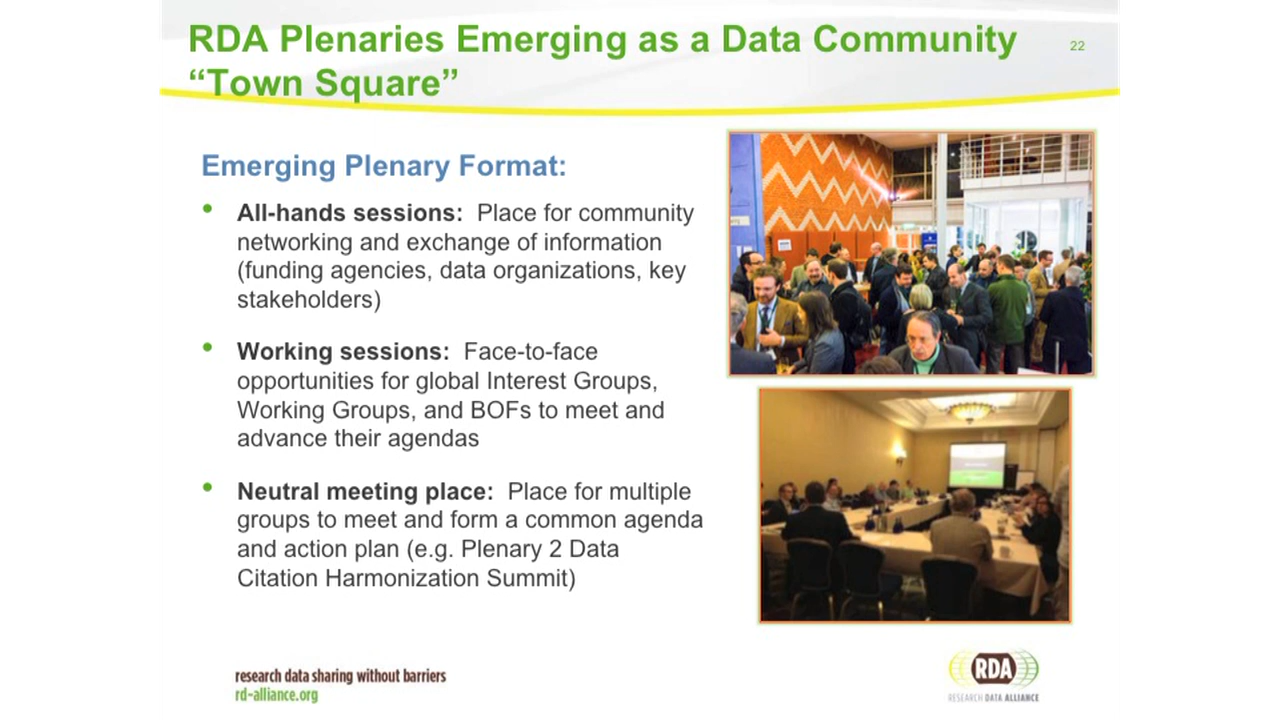 RDA Plenaries Emerging as a Data Community
“Town Square”
22
Emerging Plenary Format:
• All-hands sessions: Place for community
networking and exchange of information
(funding agencies, data organizations, key
stakeholders)
• Working sessions: Face-to-face
opportunities for global Interest Groups,
Working Groups, and BOFs to meet and
advance their agendas
• Neutral meeting place: Place for multiple
groups to meet and form a common agenda
and action plan (e.g. Plenary 2 Data
Citation Harmonization Summit)
research data sharing without barriers
rd-alliance.org
RDA
RESEARCH DATA ALLIANCE